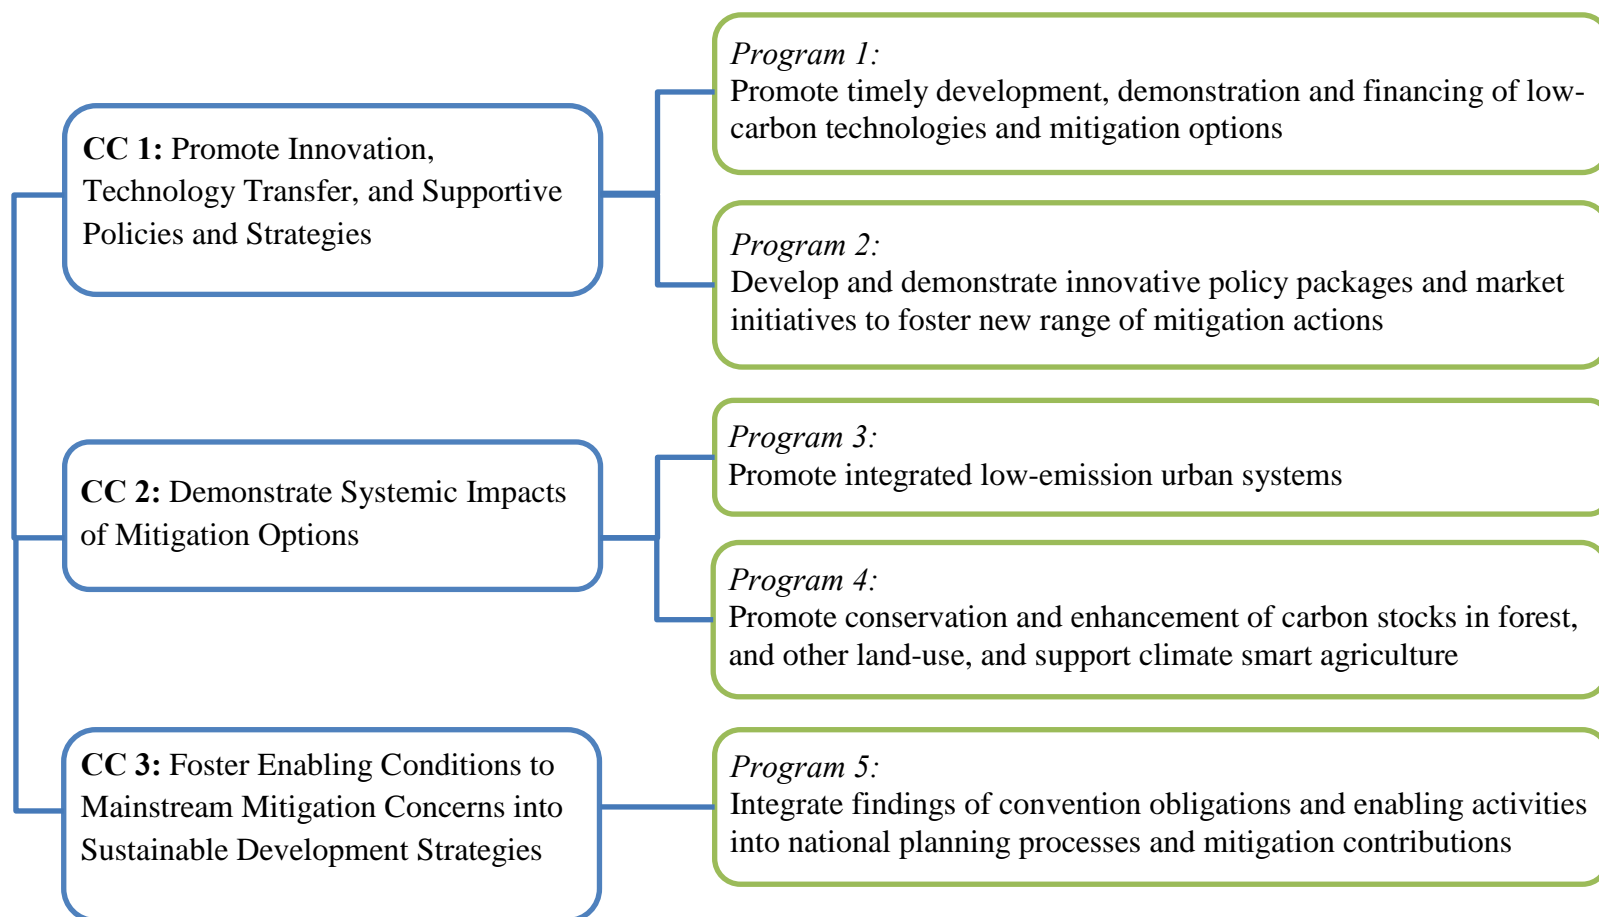 CC 1: Promote Innovation,
Technology Transfer, and Supportive
Policies and Strategies
Program 1:
Promote timely development, demonstration and financing of low-
carbon technologies and mitigation options
Program 2:
Develop and demonstrate innovative policy packages and market
initiatives to foster new range of mitigation actions
CC 2: Demonstrate Systemic Impacts
of Mitigation Options
Program 3:
Promote integrated low-emission urban systems
Program 4:
Promote conservation and enhancement of carbon stocks in forest,
and other land-use, and support climate smart agriculture
CC 3: Foster Enabling Conditions to
Mainstream Mitigation Concerns into
Sustainable Development Strategies
Program 5:
Integrate findings of convention obligations and enabling activities
into national planning processes and mitigation contributions